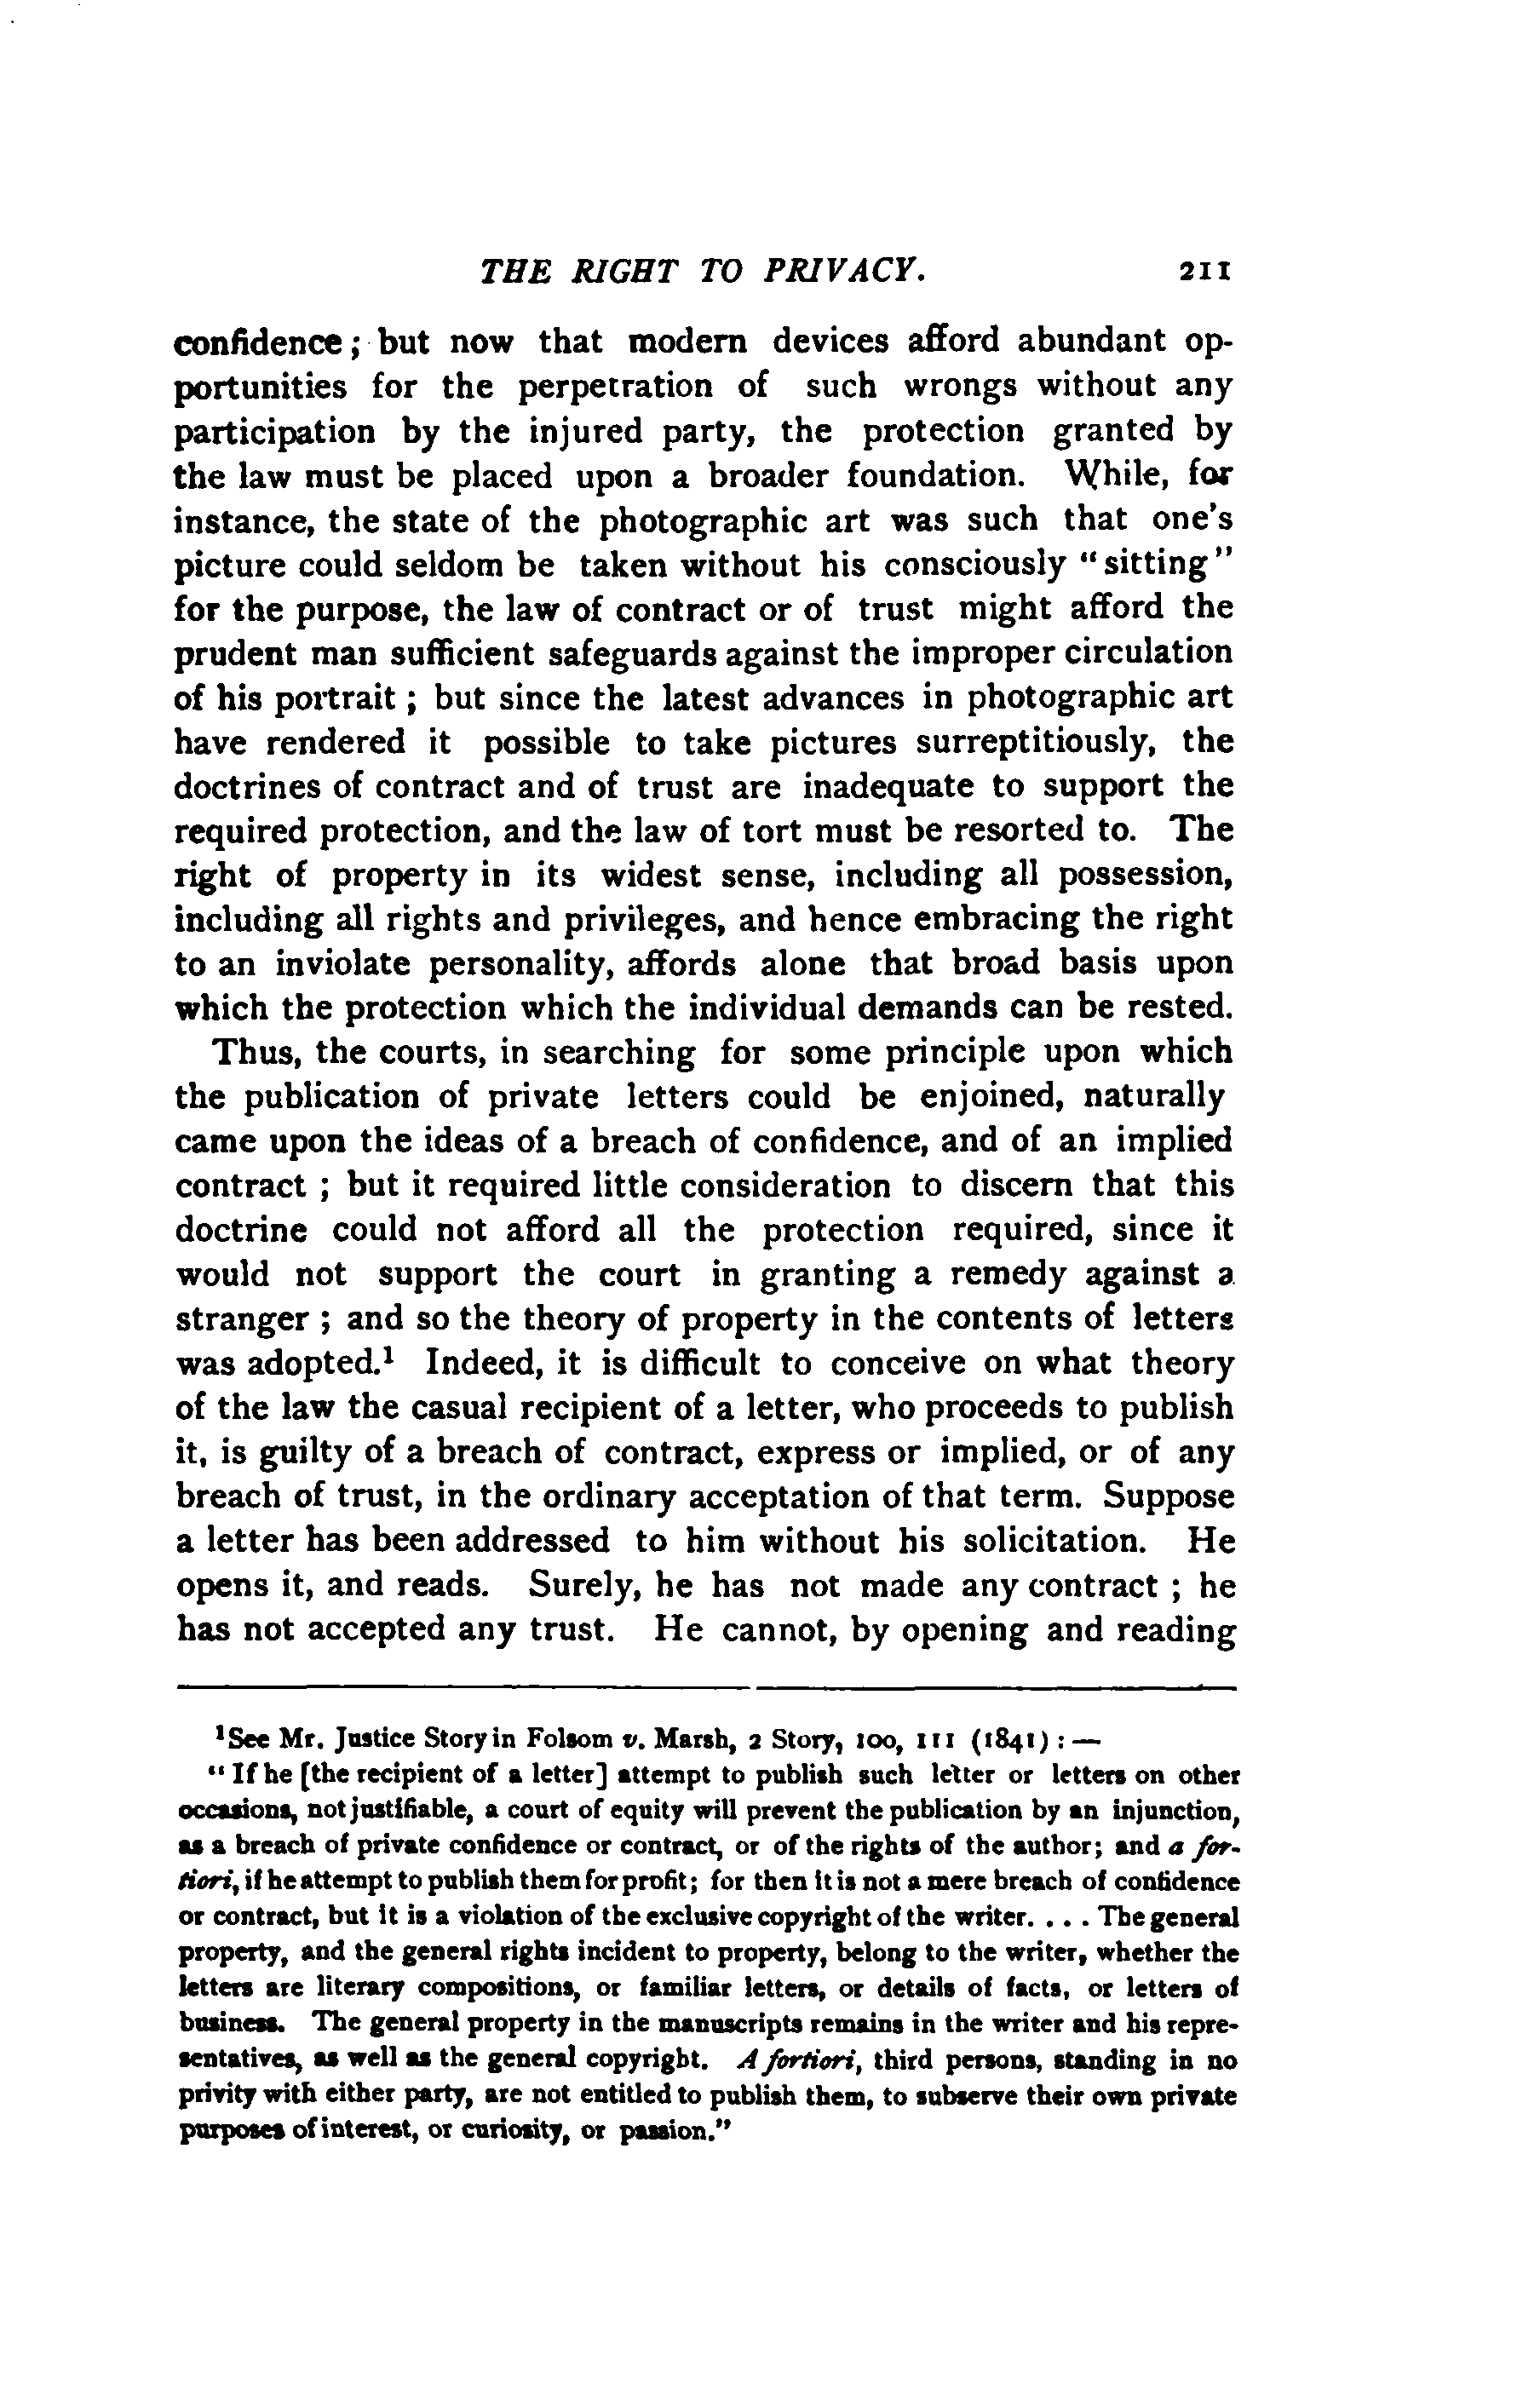 THE RIGHT TO PRIVACY. 211
confidence; but now that modern devices afford abundant op-
portunities for the perpetration of such wrongs without any
participation by the injured party, the protection granted by
the law must be placed upon a broader foundation. While, for
instance, the state of the photographic art was such that one's
picture could seldom be taken without his consciously "sitting"
for the purpose, the law of contract or of trust might afford the
prudent man sufficient safeguards against the improper circulation
of his portrait; but since the latest advances in photographic art
have rendered it possible to take pictures surreptitiously, the
doctrines of contract and of trust are inadequate to support the
required protection, and the law of tort must be resorted to. The
right of property in its widest sense, including all possession,
including all rights and privileges, and hence embracing the right
to an inviolate personality, affords alone that broad basis upon
which the protection which the individual demands can be rested.
Thus, the courts, in searching for some principle upon which
the publication of private letters could be enjoined, naturally
came upon the ideas of a breach of confidence, and of an implied
contract; but it required little consideration to discern that this
doctrine could not afford all the protection required, since it
would not support the court in granting a remedy against a
stranger; and so the theory of property in the contents of letters
was adopted.¹ Indeed, it is difficult to conceive on what theory
of the law the casual recipient of a letter, who proceeds to publish
it, is guilty of a breach of contract, express or implied, or of any
breach of trust, in the ordinary acceptation of that term. Suppose
a letter has been addressed to him without his solicitation. He
opens it, and reads. Surely, he has not made any contract; he
has not accepted any trust. He cannot, by opening and reading
¹See Mr. Justice Story in Folsom v. Marsh, 2 Story, 100, 111 (1841): —
"If he [the recipient of a letter] attempt to publish such letter or letters on other
occasions, not justifiable, a court of equity will prevent the publication by an injunction,
as a breach of private confidence or contract, or of the rights of the author; and a for-
tiori, if he attempt to publish them for profit; for then it is not a mere breach of confidence
or contract, but it is a violation of the exclusive copyright of the writer. . . . The general
property, and the general rights incident to property, belong to the writer, whether the
letters are literary compositions, or familiar letters, or details of facts, or letters of
business. The general property in the manuscripts remains in the writer and his repre-
sentatives, as well as the general copyright. A fortiori, third persons, standing in no
privity with either party, are not entitled to publish them, to subserve their own private
purposes of interest, or curiosity, or passion."